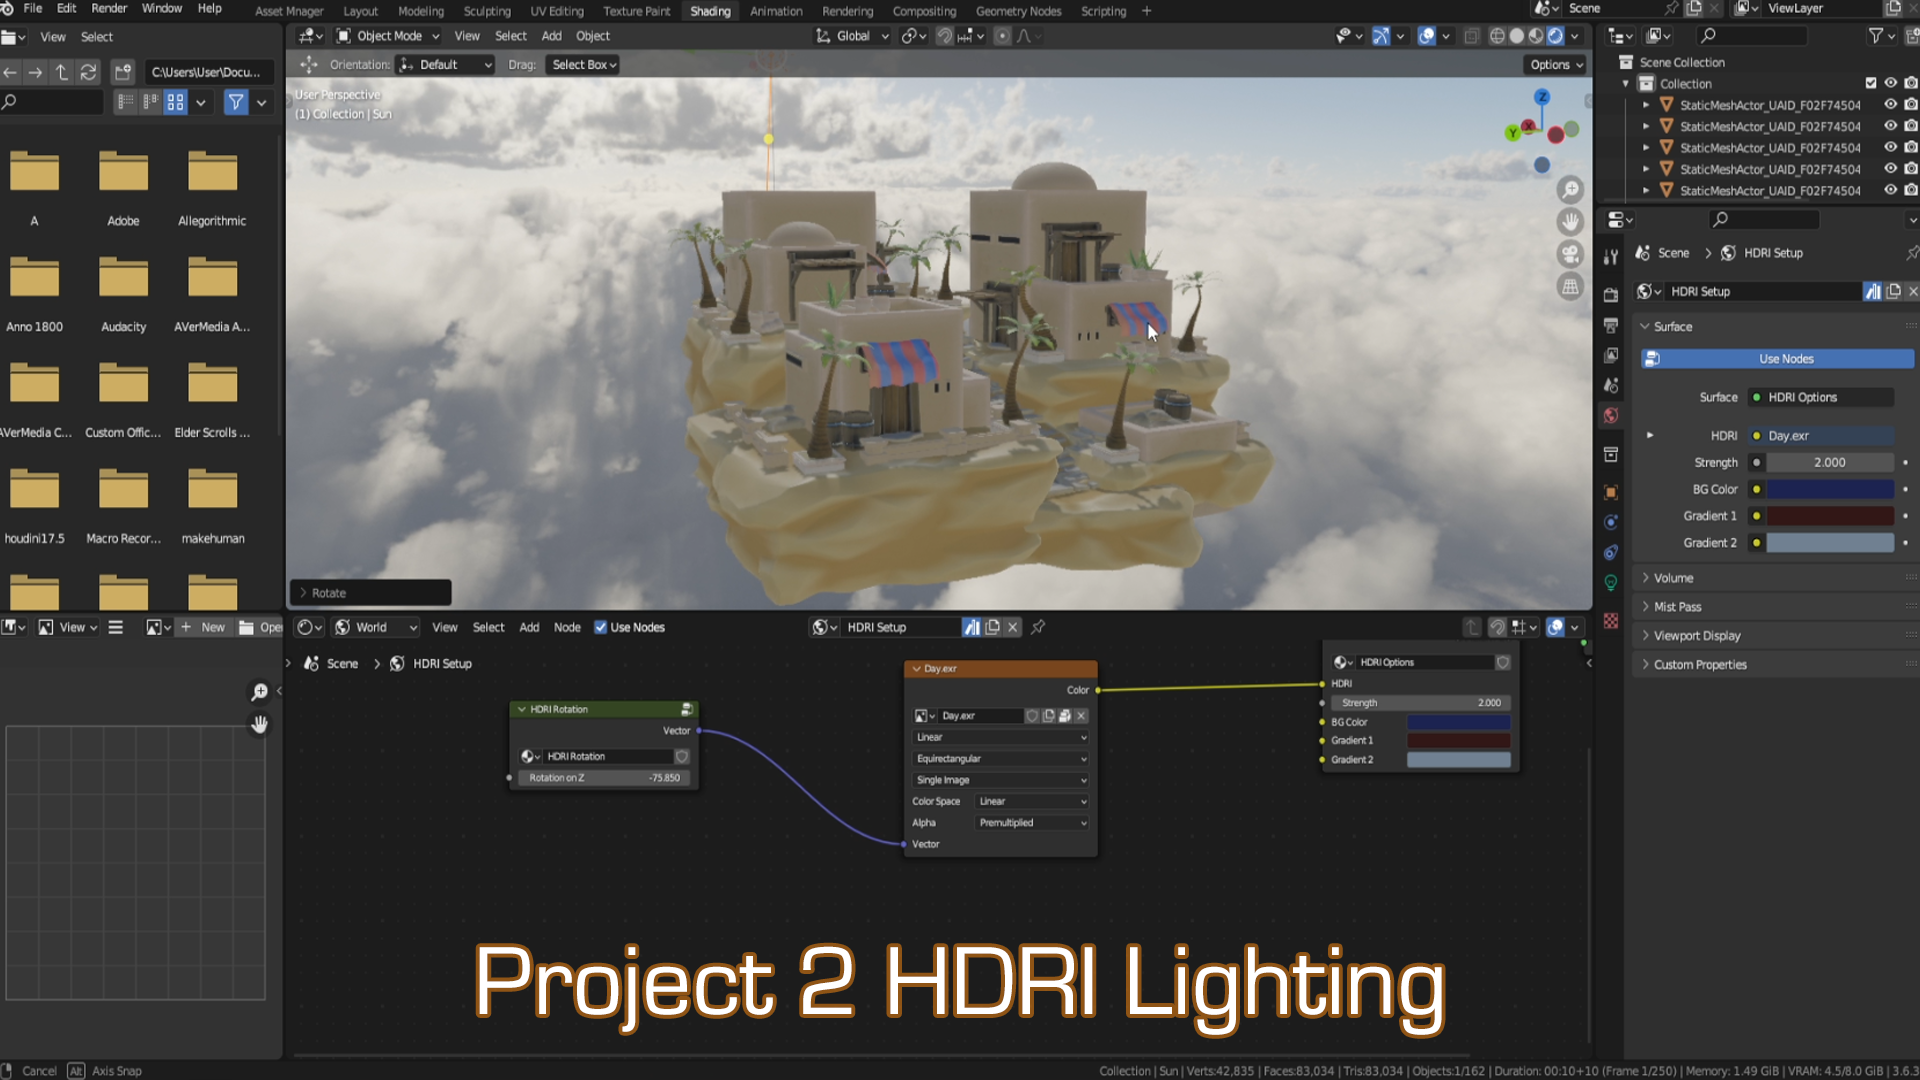 File Edit Render Window Help Asset Mnager Layout Modeling Sculpting UV Editing Texture Paint Shading Animation Rendering Compositing Geometry Nodes Scripting + Scene ViewLayer
View Select
Object Mode View Select Add Object Global
C:\Users\User\Docu...
Orientation: Default Drag: Select Box Options
User Perspective
(1) Collection | Sun
Z
Y
X
A Adobe Allegorithmic
Anno 1800 Audacity AVerMedia A...
AVerMedia C... Custom Offic... Elder Scrolls ...
houdini17.5 Macro Recor... makehuman
Rotate
Scene Collection
Collection
StaticMeshActor_UAID_F02F74504
StaticMeshActor_UAID_F02F74504
StaticMeshActor_UAID_F02F74504
StaticMeshActor_UAID_F02F74504
StaticMeshActor_UAID_F02F74504
Scene > HDRI Setup
HDRI Setup
Surface
Use Nodes
Surface HDRI Options
HDRI Day.exr
Strength 2.000
BG Color
Gradient 1
Gradient 2
Volume
Mist Pass
Viewport Display
Custom Properties
View + New Open
World View Select Add Node Use Nodes HDRI Setup
Scene > HDRI Setup
HDRI Rotation
Vector
HDRI Rotation
Rotation on Z -75.850
Day.exr
Color
Day.exr
Linear
Equirectangular
Single Image
Color Space Linear
Alpha Premultiplied
Vector
HDRI Options
HDRI
Strength 2.000
BG Color
Gradient 1
Gradient 2
Project 2 HDRI Lighting
Cancel Alt Axis Snap
Collection | Sun | Verts:42,835 | Faces:83,034 | Tris:83,034 | Objects:1/162 | Duration: 00:10+10 (Frame 1/250) | Memory: 1.49 GiB | VRAM: 4.5/8.0 GiB | 3.6.3